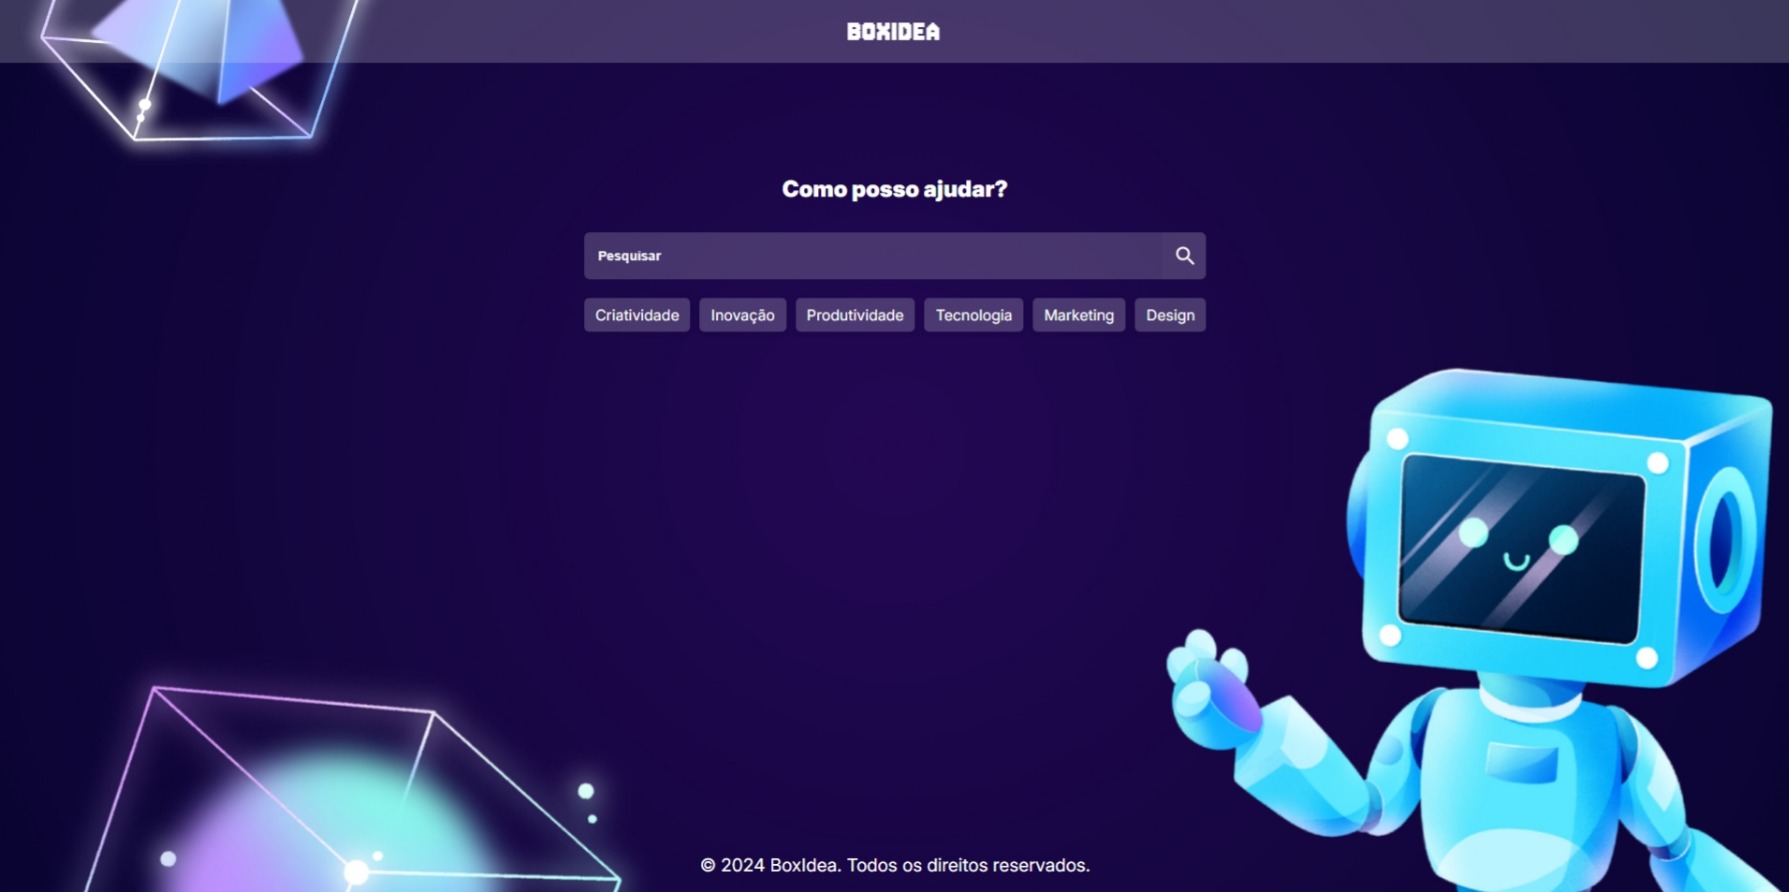 BOXIDEA
Como posso ajudar?
Pesquisar
Criatividade Inovação Produtividade Tecnologia Marketing Design
© 2024 BoxIdea. Todos os direitos reservados.